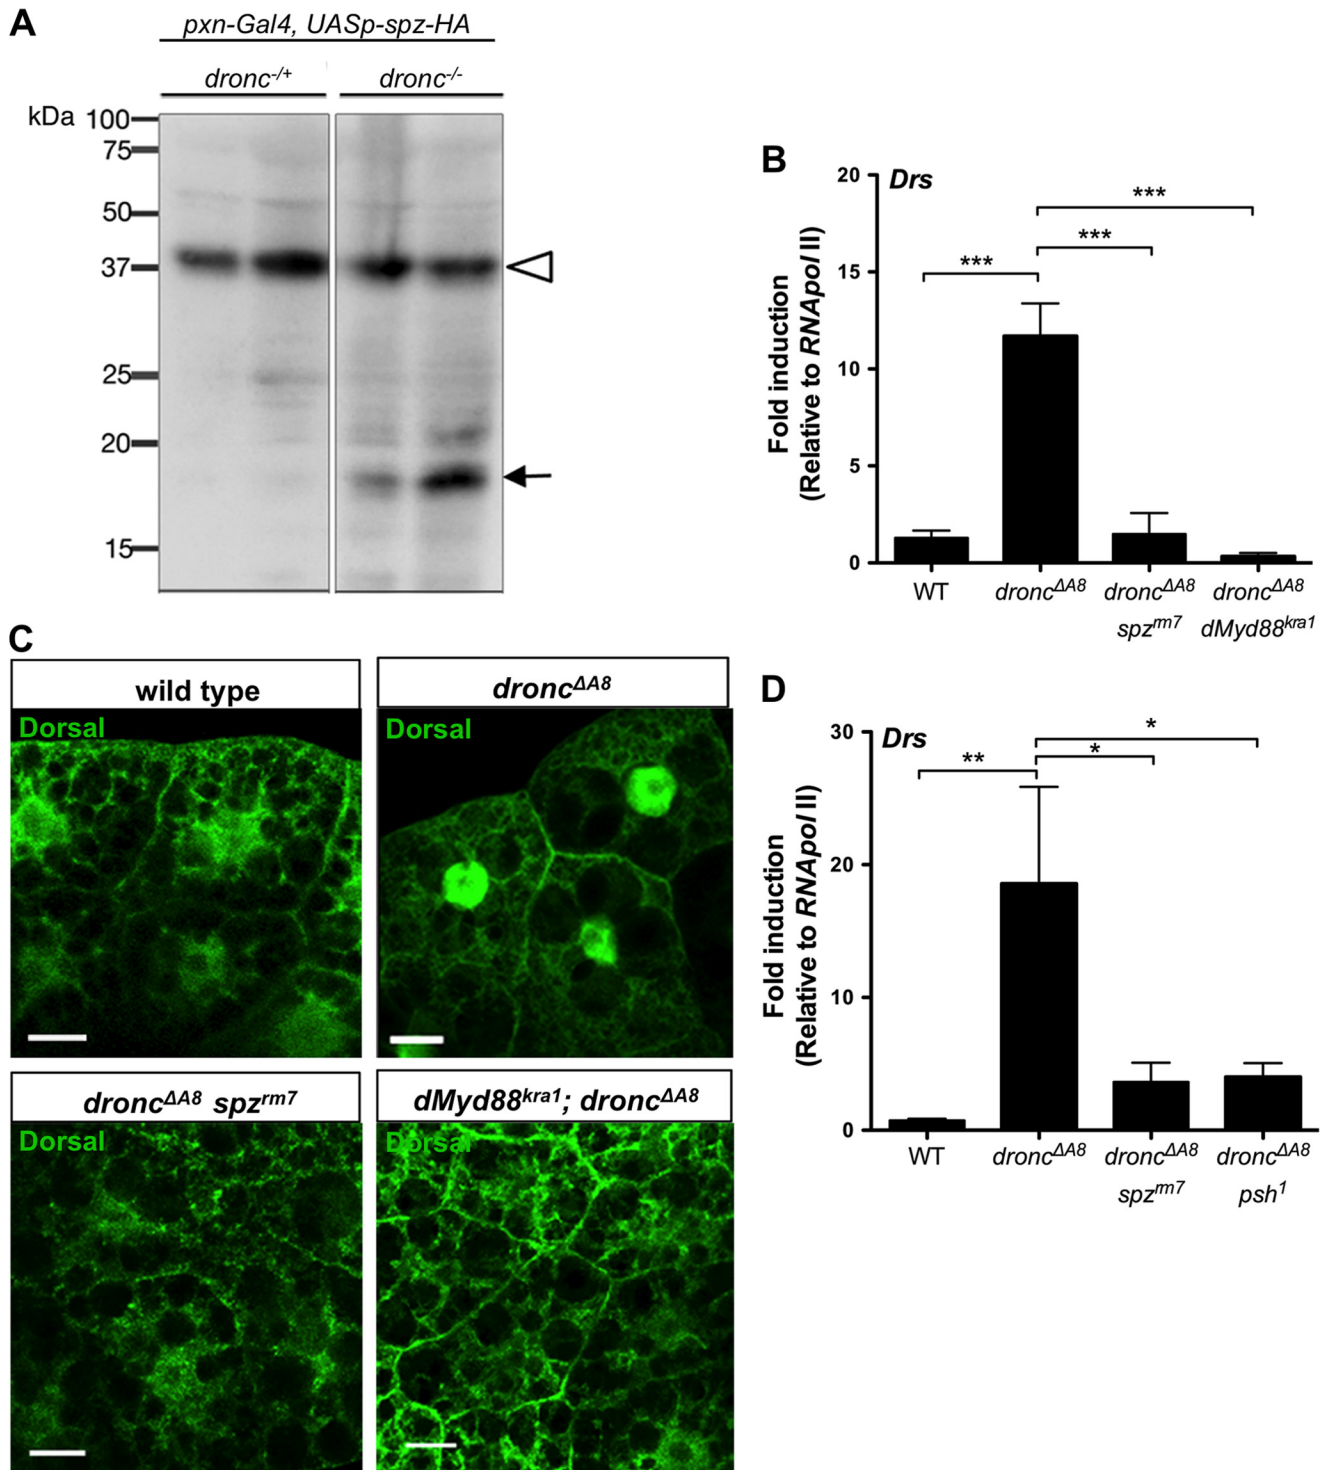 A
pxn-Gal4, UASp-spz-HA
dronc-/+ dronc-/-
kDa 100
75
50
37
25
20
15
B
Drs
20
15
10
5
0
Fold induction
(Relative to RNApol II)
***
***
***
WT droncΔA8 droncΔA8 droncΔA8
spzrm7 dMyd88kra1
C
wild type
Dorsal
droncΔA8
Dorsal
droncΔA8 spzrm7
Dorsal
dMyd88kra1; droncΔA8
Dorsal
D
Drs
30
20
10
0
Fold induction
(Relative to RNApol II)
*
*
**
WT droncΔA8 droncΔA8 droncΔA8
spzrm7 psh1